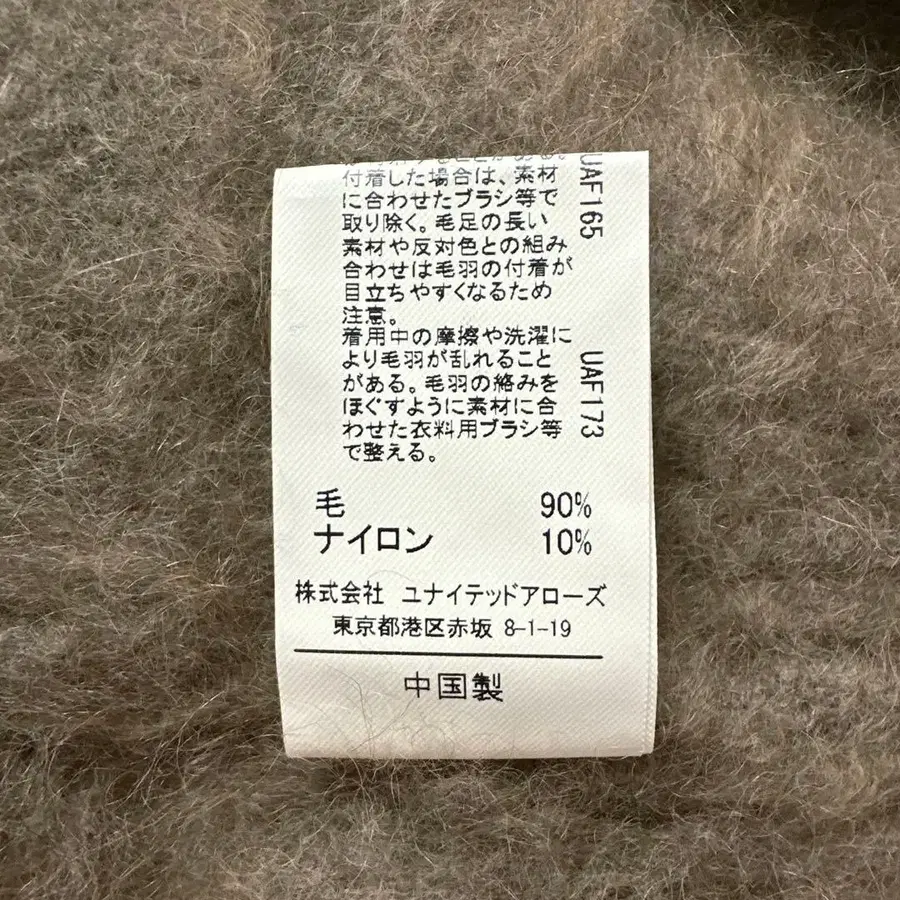 付着した場合は、素材
に合わせたブラシ等で
取り除く。毛足の長い
素材や反対色との組み
合わせは毛羽の付着が
目立ちやすくなるため
注意。
着用中の摩擦や洗濯に
より毛羽が乱れること
がある。毛羽の絡みを
ほぐすように素材に合
わせた衣料用ブラシ等
で整える。
UAF165
UAF173
毛 90%
ナイロン 10%
株式会社 ユナイテッドアローズ
東京都港区赤坂 8-1-19
中国製